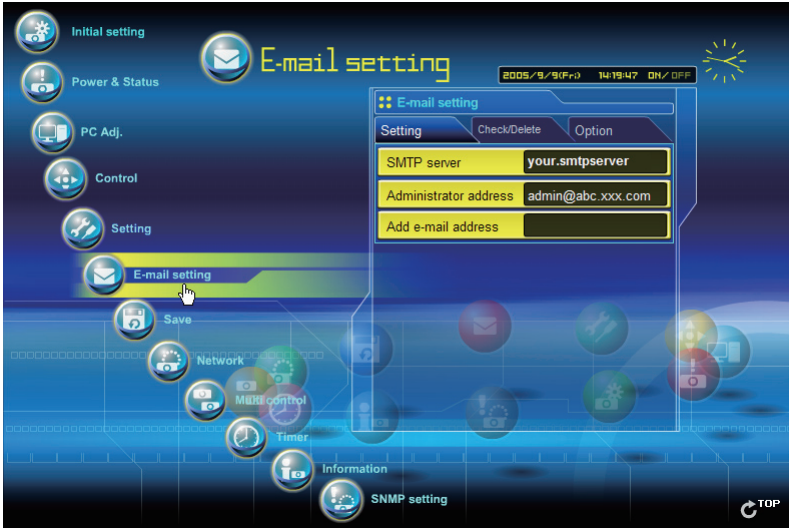 Initial setting
E-mail setting
Power & Status
2005/9/9(Fri) 14:19:47 ON/OFF
E-mail setting
Setting Check/Delete Option
PC Adj.
SMTP server your.smtpserver
Control
Administrator address admin@abc.xxx.com
Add e-mail address
Setting
E-mail setting
Save
Network
Multi control
Timer
Information
SNMP setting
TOP